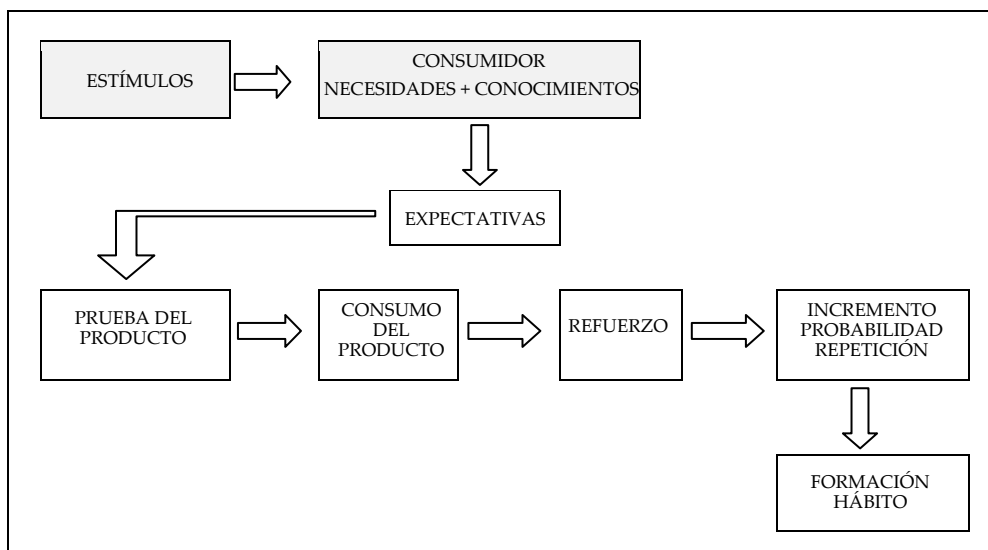 ESTÍMULOS
CONSUMIDOR
NECESIDADES + CONOCIMIENTOS
EXPECTATIVAS
PRUEBA DEL
PRODUCTO
CONSUMO
DEL
PRODUCTO
REFUERZO
INCREMENTO
PROBABILIDAD
REPETICIÓN
FORMACIÓN
HÁBITO